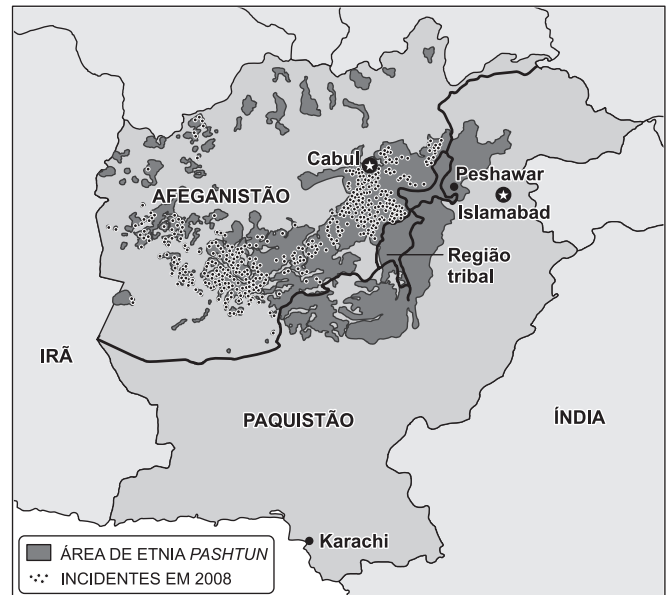 Cabul
Peshawar
AFEGANISTÃO
Islamabad
Região
tribal
IRÃ
PAQUISTÃO
ÍNDIA
Karachi
ÁREA DE ETNIA PASHTUN
INCIDENTES EM 2008